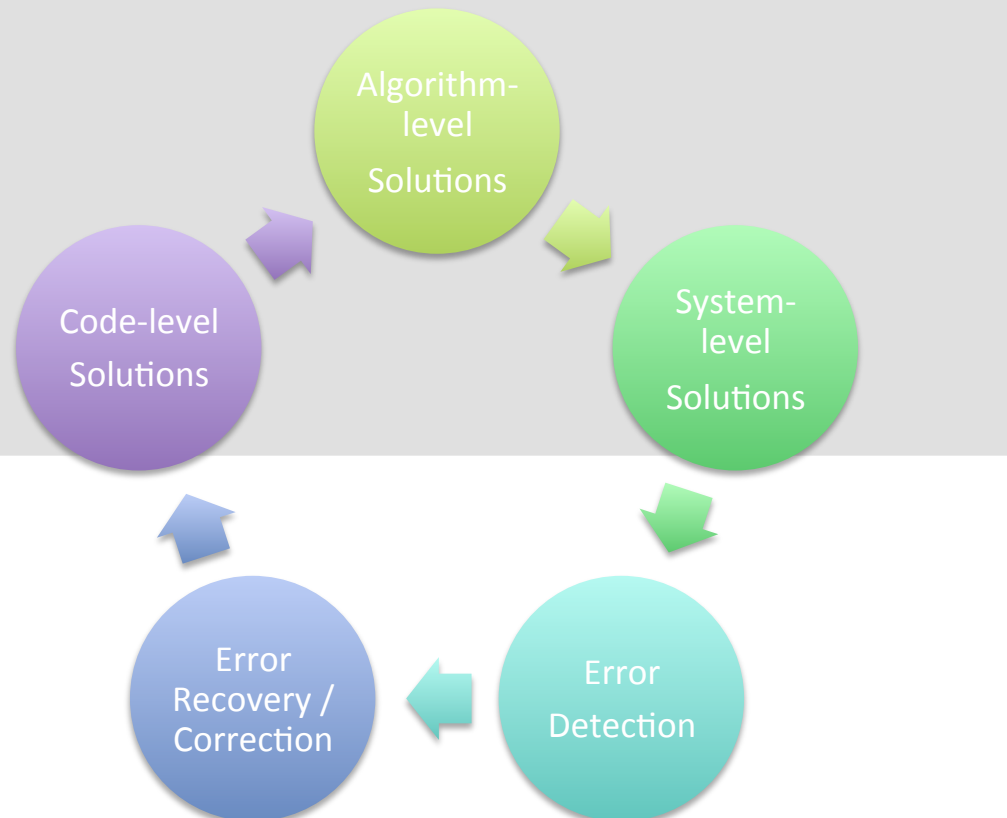 Algorithm-
level
Solutions
System-
level
Solutions
Error
Detection
Error
Recovery /
Correction
Code-level
Solutions